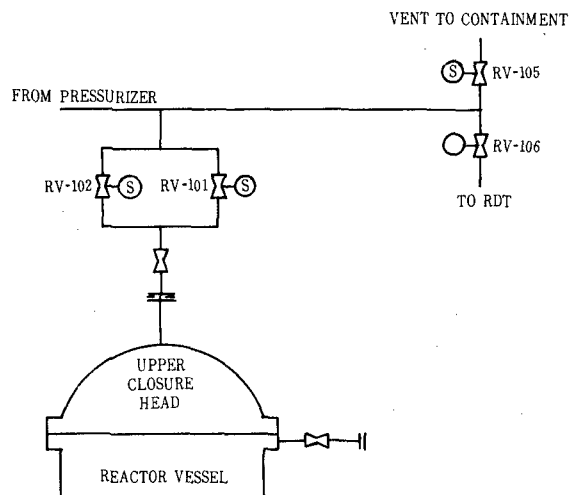 VENT TO CONTAINMENT
S RV-105
FROM PRESSURIZER
RV-106
RV-102 S RV-101 S
TO RDT
UPPER
CLOSURE
HEAD
REACTOR VESSEL